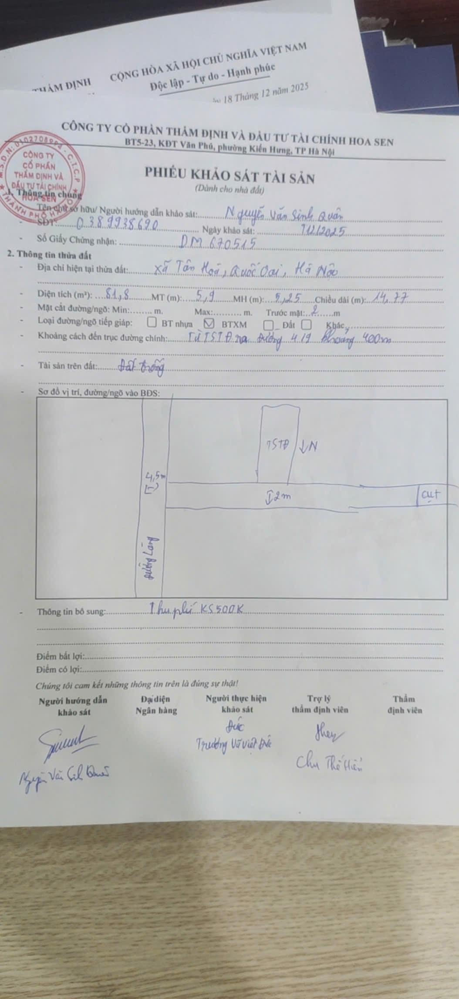 THẨM ĐỊNH
CỘNG HÒA XÃ HỘI CHỦ NGHĨA VIỆT NAM
Độc lập - Tự do - Hạnh phúc
18 Tháng 12 năm 2025
CÔNG TY CỔ PHẦN THẨM ĐỊNH VÀ ĐẦU TƯ TÀI CHÍNH HOA SEN
BT5-23, KĐT Văn Phú, phường Kiến Hưng, TP Hà Nội
M.S.D.N: 0102708994 - C.T.C.P
CÔNG TY
CỔ PHẦN
THẨM ĐỊNH VÀ
ĐẦU TƯ TÀI CHÍNH
HOA SEN
THÀNH PHỐ HÀ NỘI
PHIẾU KHẢO SÁT TÀI SẢN
(Dành cho nhà đất)
1. Thông tin chung
Tên chủ sở hữu/ Người hướng dẫn khảo sát: Nguyễn Văn Sinh Quân
- SĐT: 0389938690 Ngày khảo sát: /12/2025
- Số Giấy Chứng nhận: DM 670515
2. Thông tin thửa đất
- Địa chỉ hiện tại thửa đất: Xã Tân Hoà, Quốc Oai, Hà Nội
- Diện tích (m²): 81,8 MT (m): 5,9 MH (m): 5,25 Chiều dài (m): 14,77
- Mặt cắt đường/ngõ: Min: m. Max: m. Trước mặt: 2 m
- Loại đường/ngõ tiếp giáp: BT nhựa BTXM Đất Khác
- Khoảng cách đến trục đường chính: Từ TSTĐ ra đường 419 khoảng 400m
- Tài sản trên đất: Đất trống
- Sơ đồ vị trí, đường/ngõ vào BĐS:
TSTĐ ↓N
4,5m
2m
cụt
đường Làng
- Thông tin bổ sung: Thu phí KS 500K
Điểm bất lợi:
Điểm có lợi:
Chúng tôi cam kết những thông tin trên là đúng sự thật!
Người hướng dẫn khảo sát
Đại diện Ngân hàng
Người thực hiện khảo sát
Trợ lý thẩm định viên
Thẩm định viên
Đức
Trương Vũ Việt Đức
Chu Thế Hiển
Nguyễn Văn Sinh Quân